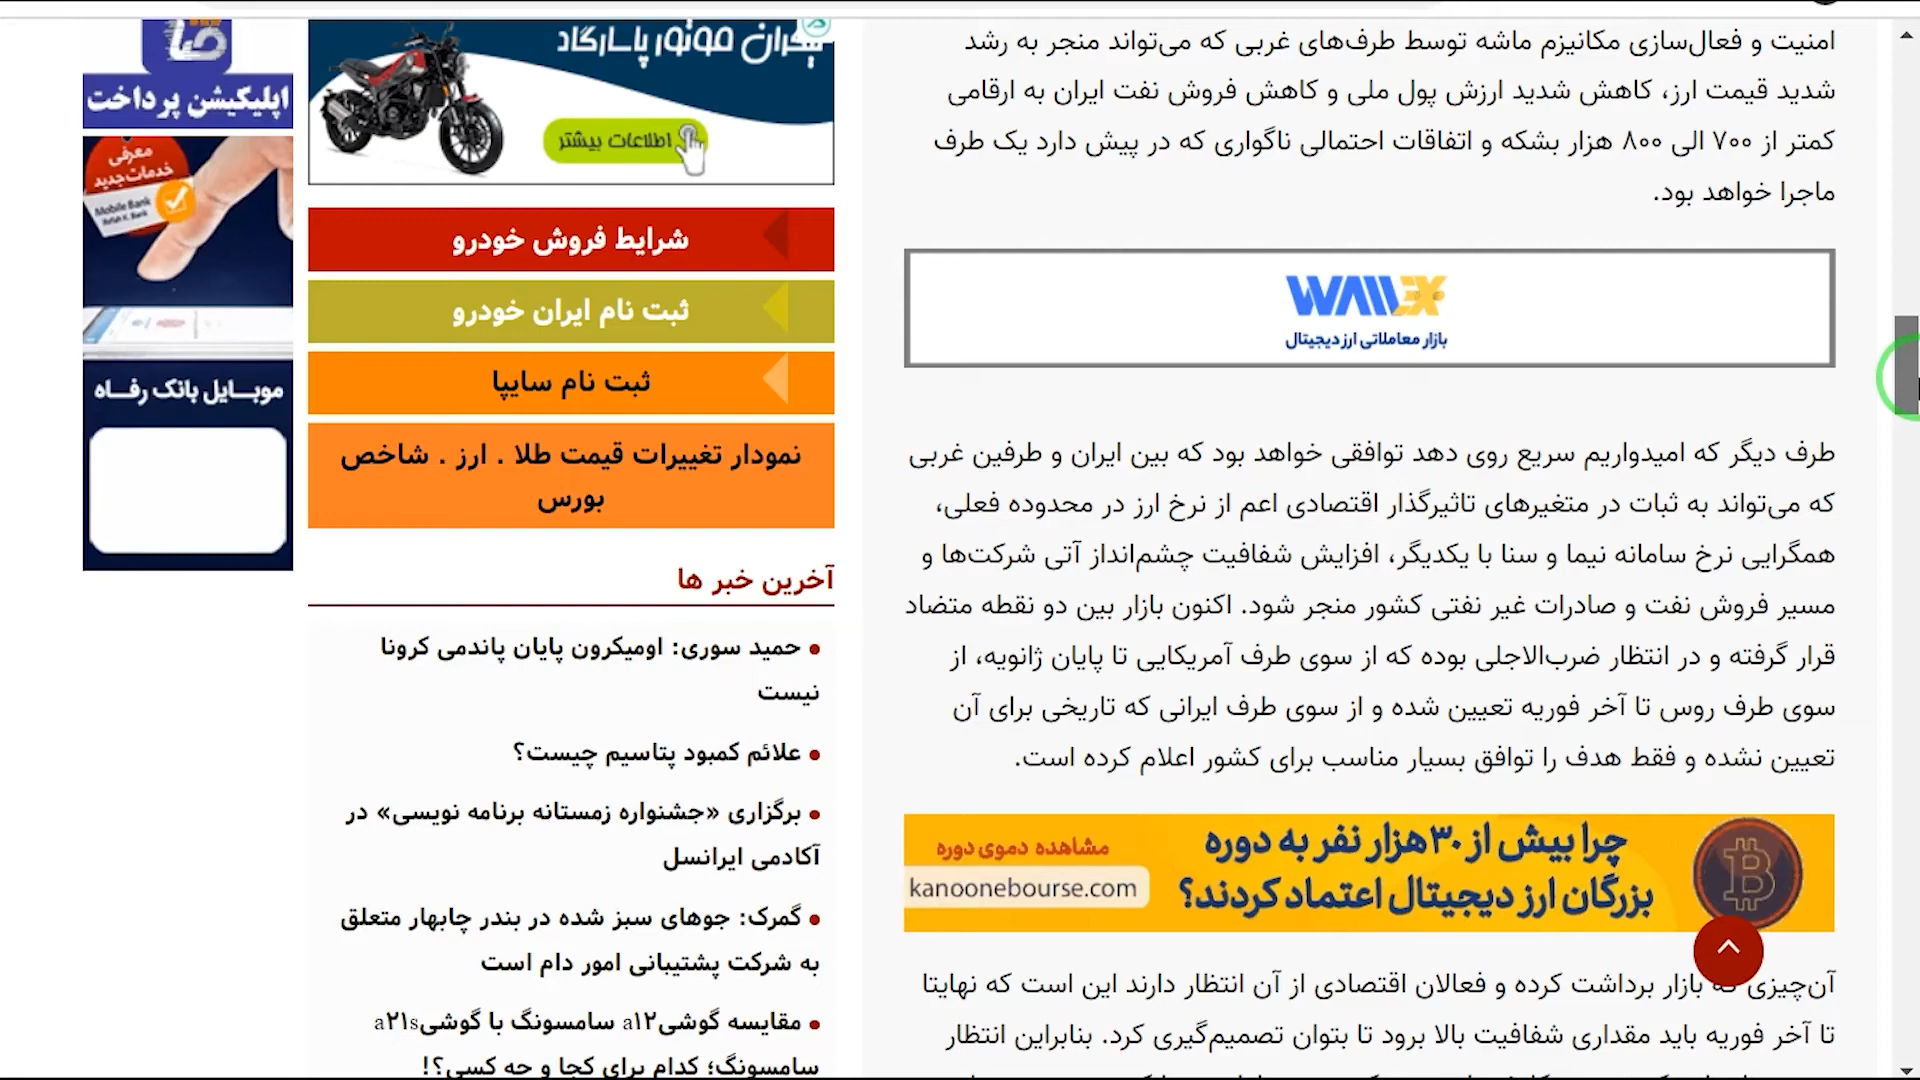 امنیت و فعال‌سازی مکانیزم ماشه توسط طرف‌های غربی که می‌تواند منجر به رشد
شدید قیمت ارز، کاهش شدید ارزش پول ملی و کاهش فروش نفت ایران به ارقامی
کمتر از ۷۰۰ الی ۸۰۰ هزار بشکه و اتفاقات احتمالی ناگواری که در پیش دارد یک طرف
ماجرا خواهد بود.
WALLEX
بازار معاملاتی ارز دیجیتال
طرف دیگر که امیدواریم سریع روی دهد توافقی خواهد بود که بین ایران و طرفین غربی
که می‌تواند به ثبات در متغیرهای تاثیرگذار اقتصادی اعم از نرخ ارز در محدوده فعلی،
همگرایی نرخ سامانه نیما و سنا با یکدیگر، افزایش شفافیت چشم‌انداز آتی شرکت‌ها و
مسیر فروش نفت و صادرات غیر نفتی کشور منجر شود. اکنون بازار بین دو نقطه متضاد
قرار گرفته و در انتظار ضرب‌الاجلی بوده که از سوی طرف آمریکایی تا پایان ژانویه، از
سوی طرف روس تا آخر فوریه تعیین شده و از سوی طرف ایرانی که تاریخی برای آن
تعیین نشده و فقط هدف را توافق بسیار مناسب برای کشور اعلام کرده است.
چرا بیش از ۳۰ هزار نفر به دوره
بزرگان ارز دیجیتال اعتماد کردند؟
مشاهده دموی دوره
kanoonebourse.com
آن‌چیزی که بازار برداشت کرده و فعالان اقتصادی از آن انتظار دارند این است که نهایتا
تا آخر فوریه باید مقداری شفافیت بالا برود تا بتوان تصمیم‌گیری کرد. بنابراین انتظار
موتور پاسارگاد
اطلاعات بیشتر
شرایط فروش خودرو
ثبت نام ایران خودرو
ثبت نام سایپا
نمودار تغییرات قیمت طلا . ارز . شاخص
بورس
آخرین خبر ها
حمید سوری: اومیکرون پایان پاندمی کرونا
نیست
علائم کمبود پتاسیم چیست؟
برگزاری «جشنواره زمستانه برنامه نویسی» در
آکادمی ایرانسل
گمرک: جوهای سبز شده در بندر چابهار متعلق
به شرکت پشتیبانی امور دام است
مقایسه گوشی a۱۲ سامسونگ با گوشی a۲۱s
سامسونگ؛ کدام برای کجا و چه کسی؟!
اپلیکیشن پرداخت
معرفی
خدمات جدید
Mobile Bank
Refah K. Bank
موبایل بانک رفاه